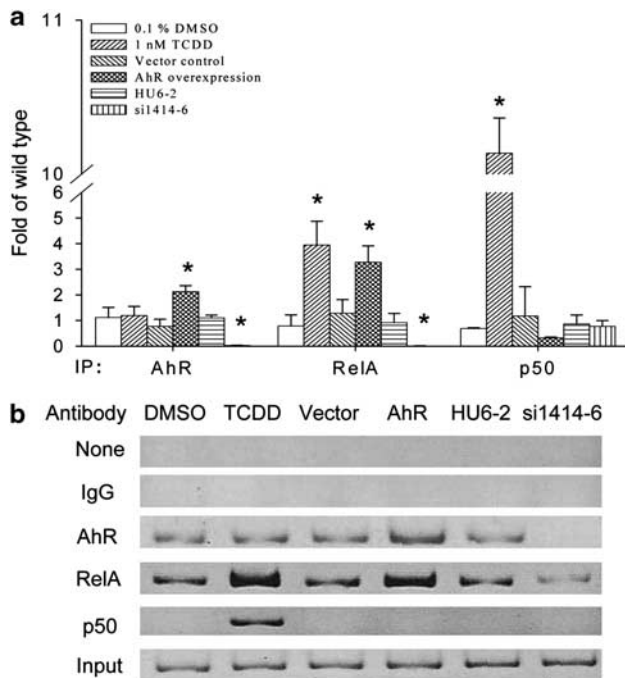 a
11
0.1 % DMSO
1 nM TCDD
Vector control
AhR overexpression
HU6-2
si1414-6
Fold of wild type
10
6
5
4
3
2
1
0
*
*
*
*
*
*
IP: AhR RelA p50
b
Antibody DMSO TCDD Vector AhR HU6-2 si1414-6
None
IgG
AhR
RelA
p50
Input